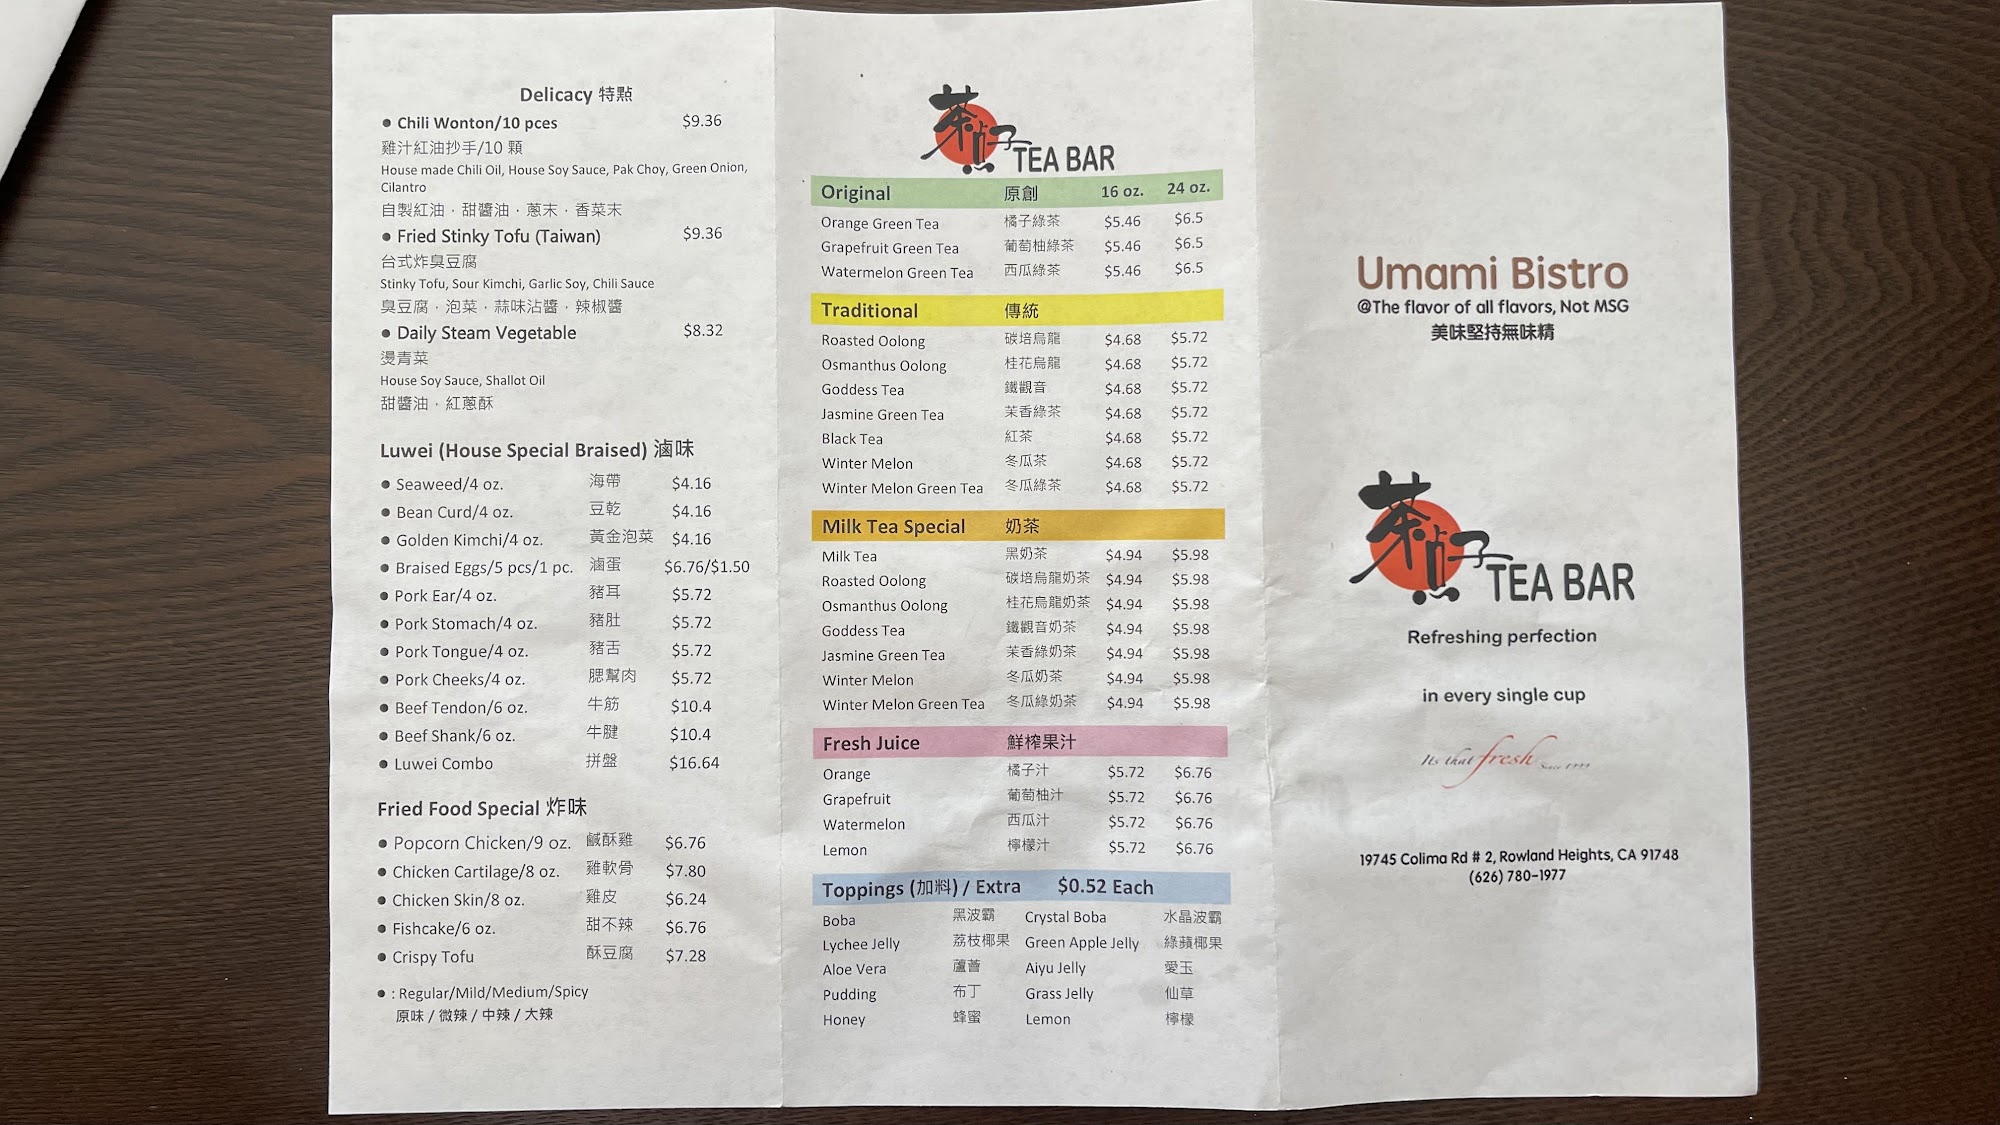 Delicacy 特點
● Chili Wonton/10 pces $9.36
雞汁紅油抄手/10 顆
House made Chili Oil, House Soy Sauce, Pak Choy, Green Onion,
Cilantro
自製紅油．甜醬油．蔥末．香菜末
● Fried Stinky Tofu (Taiwan) $9.36
台式炸臭豆腐
Stinky Tofu, Sour Kimchi, Garlic Soy, Chili Sauce
臭豆腐．泡菜．蒜味沾醬．辣椒醬
● Daily Steam Vegetable $8.32
燙青菜
House Soy Sauce, Shallot Oil
甜醬油．紅蔥酥
Luwei (House Special Braised) 滷味
● Seaweed/4 oz. 海帶 $4.16
● Bean Curd/4 oz. 豆乾 $4.16
● Golden Kimchi/4 oz. 黃金泡菜 $4.16
● Braised Eggs/5 pcs/1 pc. 滷蛋 $6.76/$1.50
● Pork Ear/4 oz. 豬耳 $5.72
● Pork Stomach/4 oz. 豬肚 $5.72
● Pork Tongue/4 oz. 豬舌 $5.72
● Pork Cheeks/4 oz. 腮幫肉 $5.72
● Beef Tendon/6 oz. 牛筋 $10.4
● Beef Shank/6 oz. 牛腱 $10.4
● Luwei Combo 拼盤 $16.64
Fried Food Special 炸味
● Popcorn Chicken/9 oz. 鹹酥雞 $6.76
● Chicken Cartilage/8 oz. 雞軟骨 $7.80
● Chicken Skin/8 oz. 雞皮 $6.24
● Fishcake/6 oz. 甜不辣 $6.76
● Crispy Tofu 酥豆腐 $7.28
● : Regular/Mild/Medium/Spicy
原味 / 微辣 / 中辣 / 大辣
茶點子 TEA BAR
Original 原創 16 oz. 24 oz.
Orange Green Tea 橘子綠茶 $5.46 $6.5
Grapefruit Green Tea 葡萄柚綠茶 $5.46 $6.5
Watermelon Green Tea 西瓜綠茶 $5.46 $6.5
Traditional 傳統
Roasted Oolong 碳培烏龍 $4.68 $5.72
Osmanthus Oolong 桂花烏龍 $4.68 $5.72
Goddess Tea 鐵觀音 $4.68 $5.72
Jasmine Green Tea 茉香綠茶 $4.68 $5.72
Black Tea 紅茶 $4.68 $5.72
Winter Melon 冬瓜茶 $4.68 $5.72
Winter Melon Green Tea 冬瓜綠茶 $4.68 $5.72
Milk Tea Special 奶茶
Milk Tea 黑奶茶 $4.94 $5.98
Roasted Oolong 碳培烏龍奶茶 $4.94 $5.98
Osmanthus Oolong 桂花烏龍奶茶 $4.94 $5.98
Goddess Tea 鐵觀音奶茶 $4.94 $5.98
Jasmine Green Tea 茉香綠奶茶 $4.94 $5.98
Winter Melon 冬瓜奶茶 $4.94 $5.98
Winter Melon Green Tea 冬瓜綠奶茶 $4.94 $5.98
Fresh Juice 鮮榨果汁
Orange 橘子汁 $5.72 $6.76
Grapefruit 葡萄柚汁 $5.72 $6.76
Watermelon 西瓜汁 $5.72 $6.76
Lemon 檸檬汁 $5.72 $6.76
Toppings (加料) / Extra $0.52 Each
Boba 黑波霸 Crystal Boba 水晶波霸
Lychee Jelly 荔枝椰果 Green Apple Jelly 綠蘋椰果
Aloe Vera 蘆薈 Aiyu Jelly 愛玉
Pudding 布丁 Grass Jelly 仙草
Honey 蜂蜜 Lemon 檸檬
Umami Bistro
@The flavor of all flavors, Not MSG
美味堅持無味精
茶點子 TEA BAR
Refreshing perfection
in every single cup
Its that fresh Since 1999
19745 Colima Rd # 2, Rowland Heights, CA 91748
(626) 780-1977